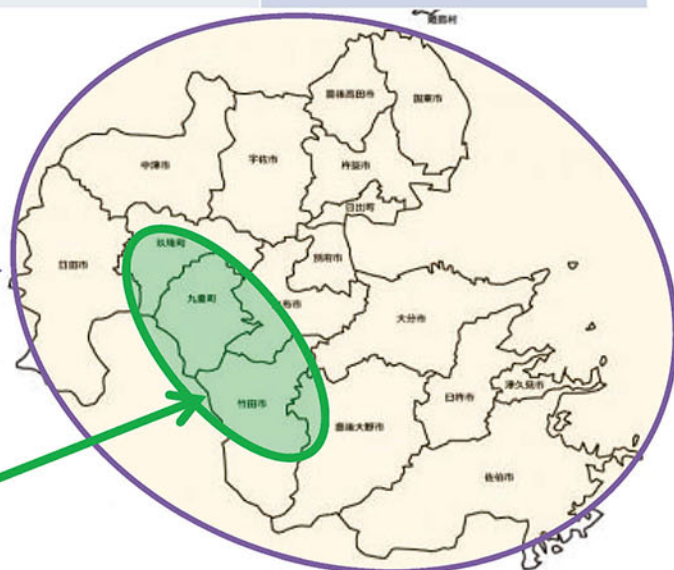 姫島村
豊後高田市
国東市
中津市
宇佐市
杵築市
日出町
玖珠町
日田市
別府市
九重町
布市
大分市
竹田市
臼杵市
津久見市
豊後大野市
佐伯市